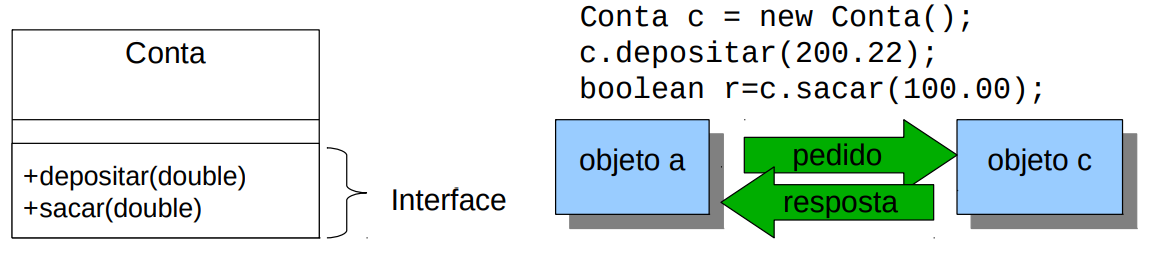 Conta
+depositar(double)
+sacar(double)
Interface
Conta c = new Conta();
c.depositar(200.22);
boolean r=c.sacar(100.00);
objeto a
pedido
resposta
objeto c